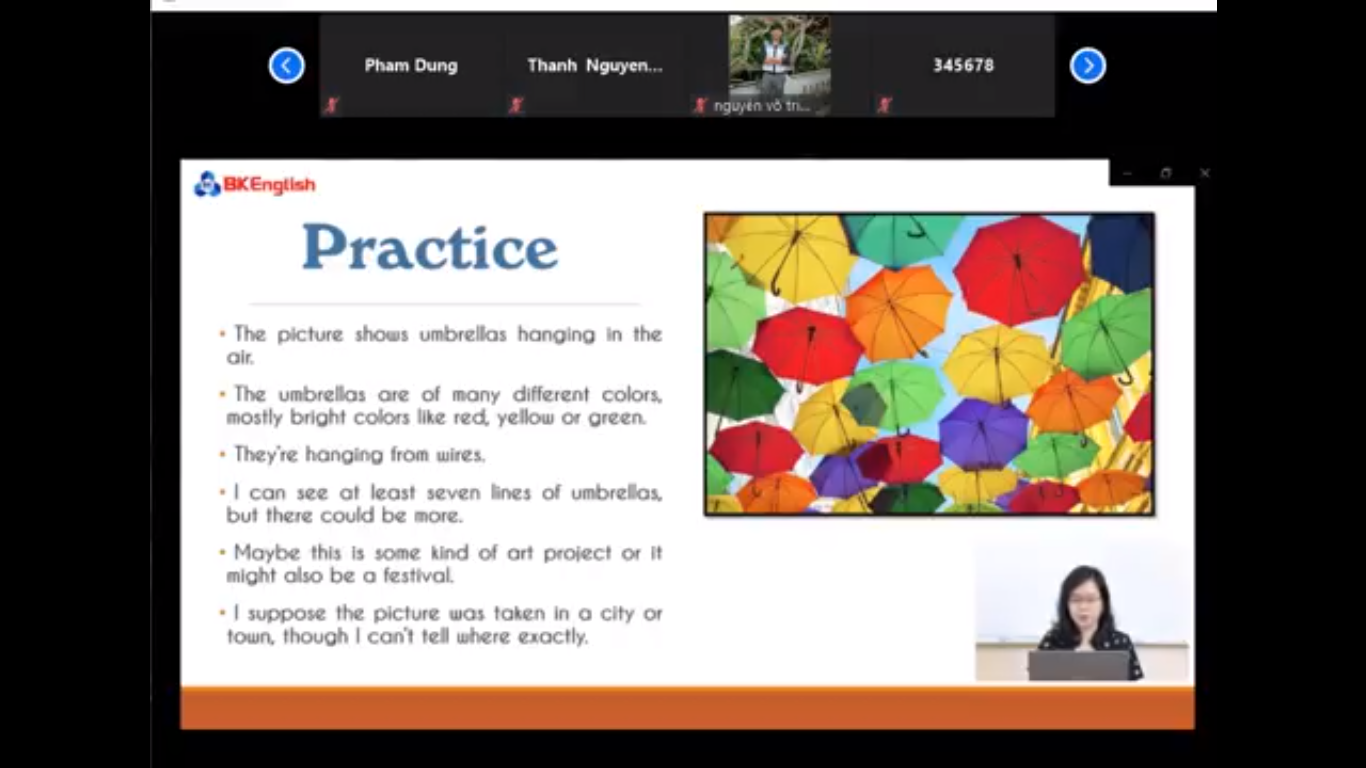 Pham Dung
Thanh Nguyen...
nguyen võ tri...
345678
BKEnglish
Practice
• The picture shows umbrellas hanging in the
air.
• The umbrellas are of many different colors,
mostly bright colors like red, yellow or green.
• They're hanging from wires.
• I can see at least seven lines of umbrellas,
but there could be more.
• Maybe this is some kind of art project or it
might also be a festival.
• I suppose the picture was taken in a city or
town, though I can't tell where exactly.